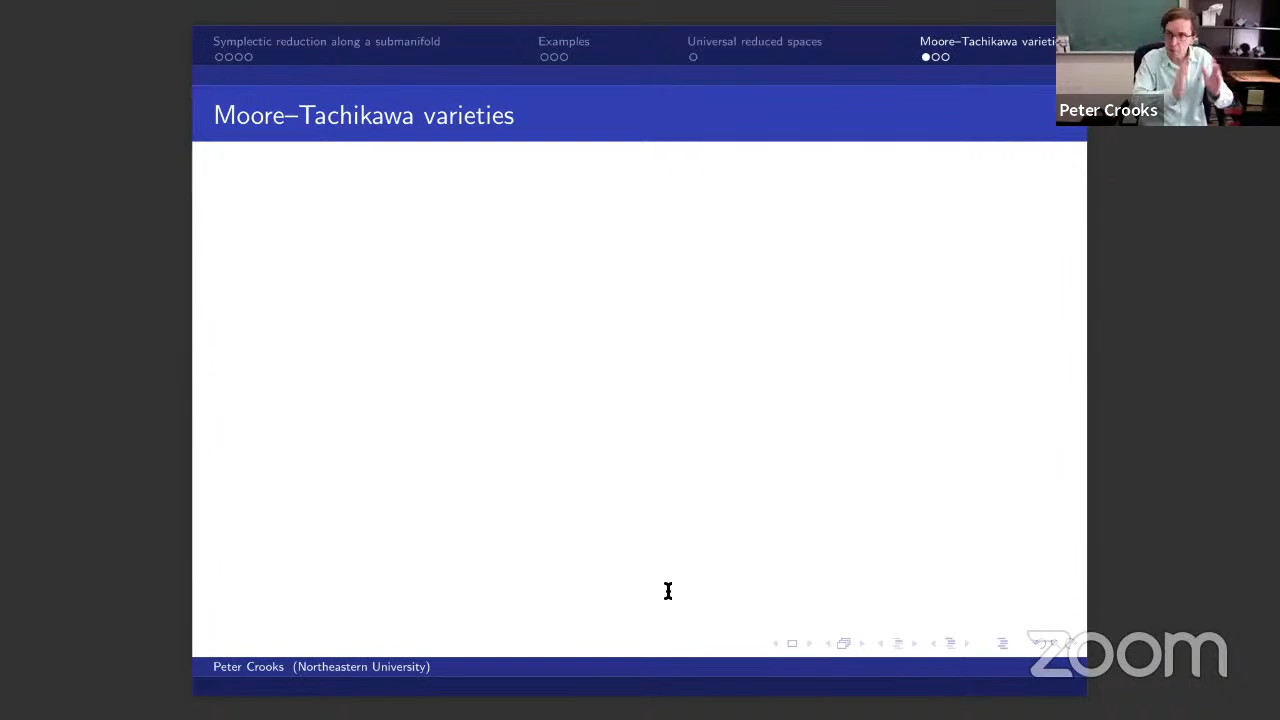 Symplectic reduction along a submanifold
Examples
Universal reduced spaces
Moore–Tachikawa varieti
Moore–Tachikawa varieties
Peter Crooks
Peter Crooks (Northeastern University)
zoom